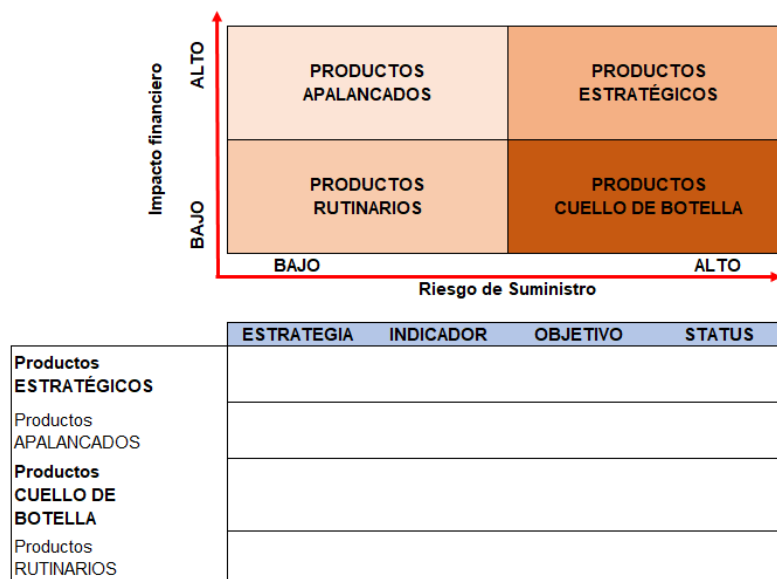 Impacto financiero
ALTO
BAJO
PRODUCTOS
APALANCADOS
PRODUCTOS
ESTRATÉGICOS
PRODUCTOS
RUTINARIOS
PRODUCTOS
CUELLO DE BOTELLA
BAJO
ALTO
Riesgo de Suministro
ESTRATEGIA INDICADOR OBJETIVO STATUS
Productos
ESTRATÉGICOS
Productos
APALANCADOS
Productos
CUELLO DE
BOTELLA
Productos
RUTINARIOS